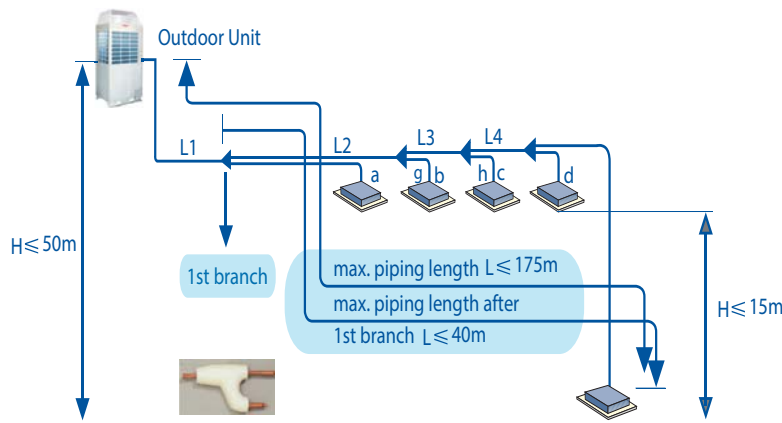 Outdoor Unit
L1
L2
L3
L4
a
g
b
h
c
d
H≤50m
1st branch
max. piping length L≤175m
max. piping length after
1st branch L≤40m
H≤15m